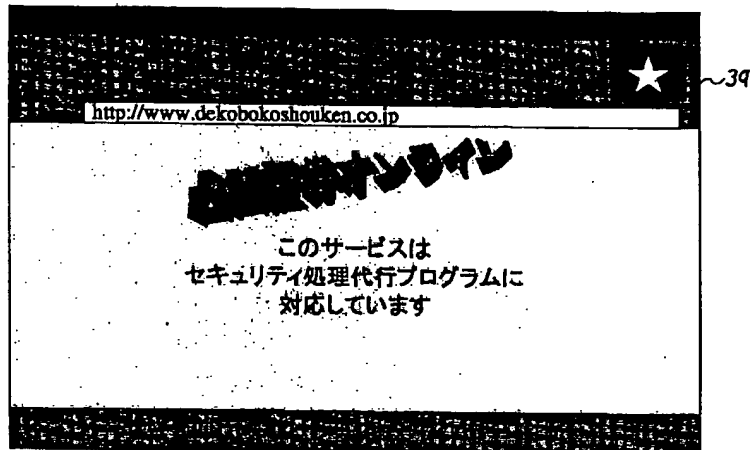 39
http://www.dekobokoshouken.co.jp
オンライン
このサービスは
セキュリティ処理代行プログラムに
対応しています